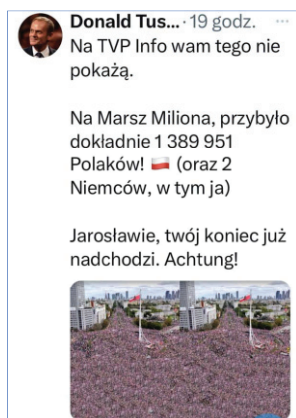 Donald Tus... · 19 godz. ...
Na TVP Info wam tego nie
pokażą.
Na Marsz Miliona, przybyło
dokładnie 1 389 951
Polaków! 🇵🇱 (oraz 2
Niemców, w tym ja)
Jarosławie, twój koniec już
nadchodzi. Achtung!